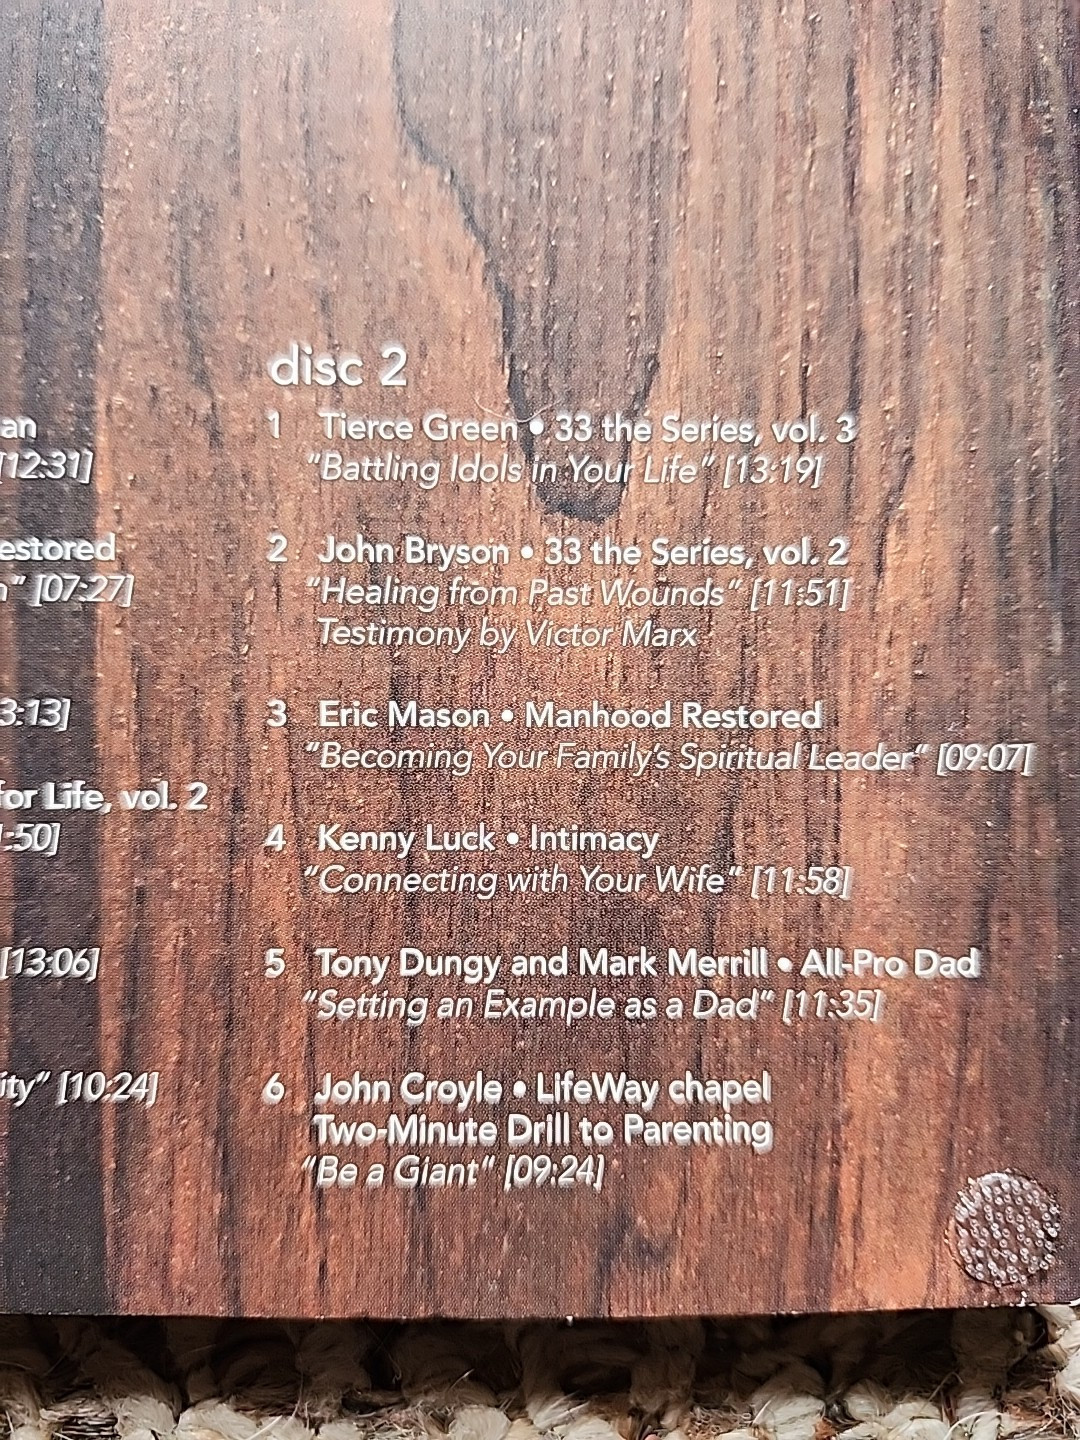 an
[12:31]
estored
" [07:27]
3:13]
for Life, vol. 2
:50]
[13:06]
ity" [10:24]
disc 2
1 Tierce Green • 33 the Series, vol. 3
"Battling Idols in Your Life" [13:19]
2 John Bryson • 33 the Series, vol. 2
"Healing from Past Wounds" [11:51]
Testimony by Victor Marx
3 Eric Mason • Manhood Restored
"Becoming Your Family's Spiritual Leader" [09:07]
4 Kenny Luck • Intimacy
"Connecting with Your Wife" [11:58]
5 Tony Dungy and Mark Merrill • All-Pro Dad
"Setting an Example as a Dad" [11:35]
6 John Croyle • LifeWay chapel
Two-Minute Drill to Parenting
"Be a Giant" [09:24]